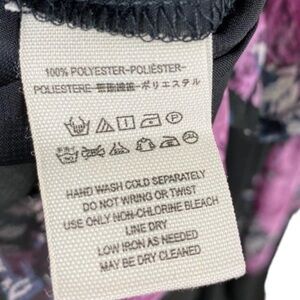 100% POLYESTER-POLIÉSTER-
POLIESTERE-聚酯纖維-ポリエステル
HAND WASH COLD SEPARATELY
DO NOT WRING OR TWIST
USE ONLY NON-CHLORINE BLEACH
LINE DRY
LOW IRON AS NEEDED
MAY BE DRY CLEANED